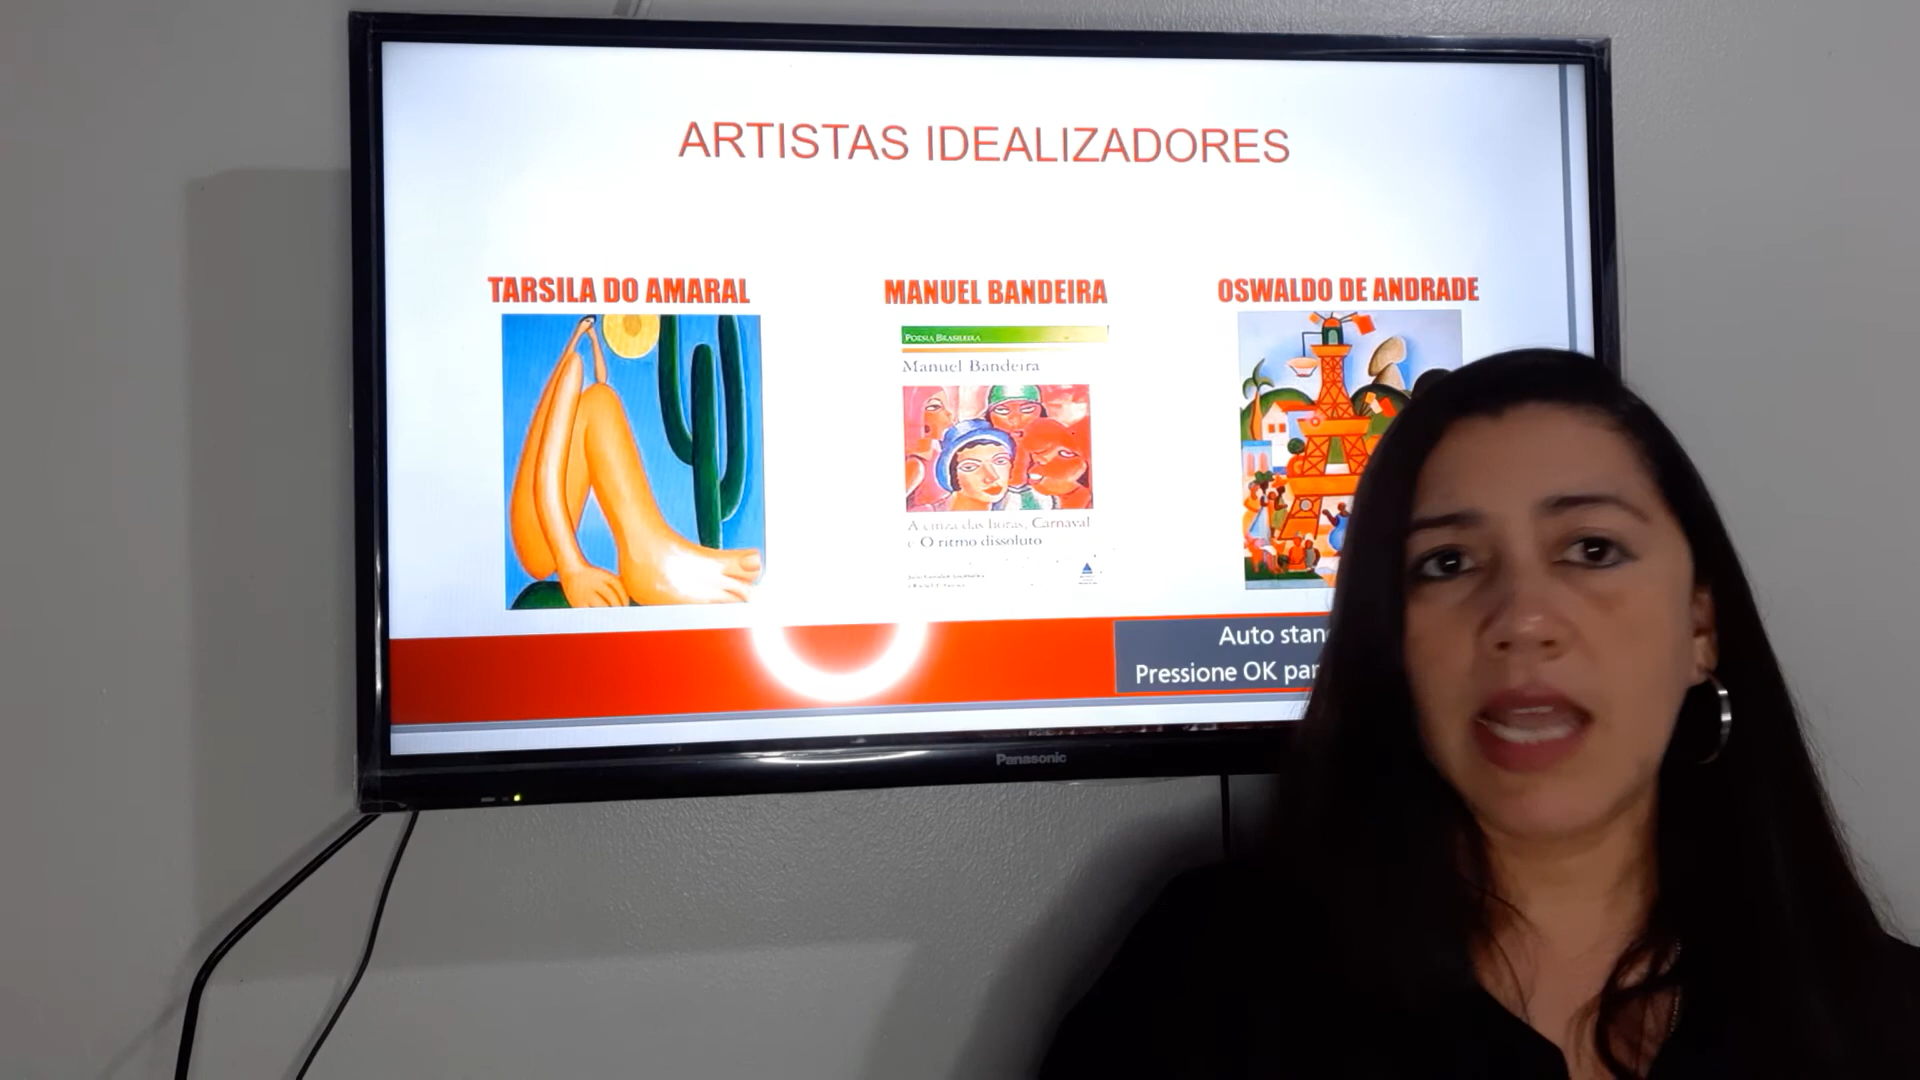 ARTISTAS IDEALIZADORES
TARSILA DO AMARAL
MANUEL BANDEIRA
OSWALDO DE ANDRADE
POESIA BRASILEIRA
Manuel Bandeira
A cinza das horas, Carnaval
e O ritmo dissoluto
Auto stan
Pressione OK par
Panasonic